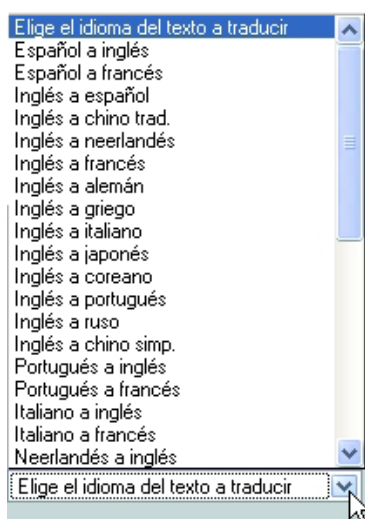 Elige el idioma del texto a traducir
Español a inglés
Español a francés
Inglés a español
Inglés a chino trad.
Inglés a neerlandés
Inglés a francés
Inglés a alemán
Inglés a griego
Inglés a italiano
Inglés a japonés
Inglés a coreano
Inglés a portugués
Inglés a ruso
Inglés a chino simp.
Portugués a inglés
Portugués a francés
Italiano a inglés
Italiano a francés
Neerlandés a inglés
Elige el idioma del texto a traducir